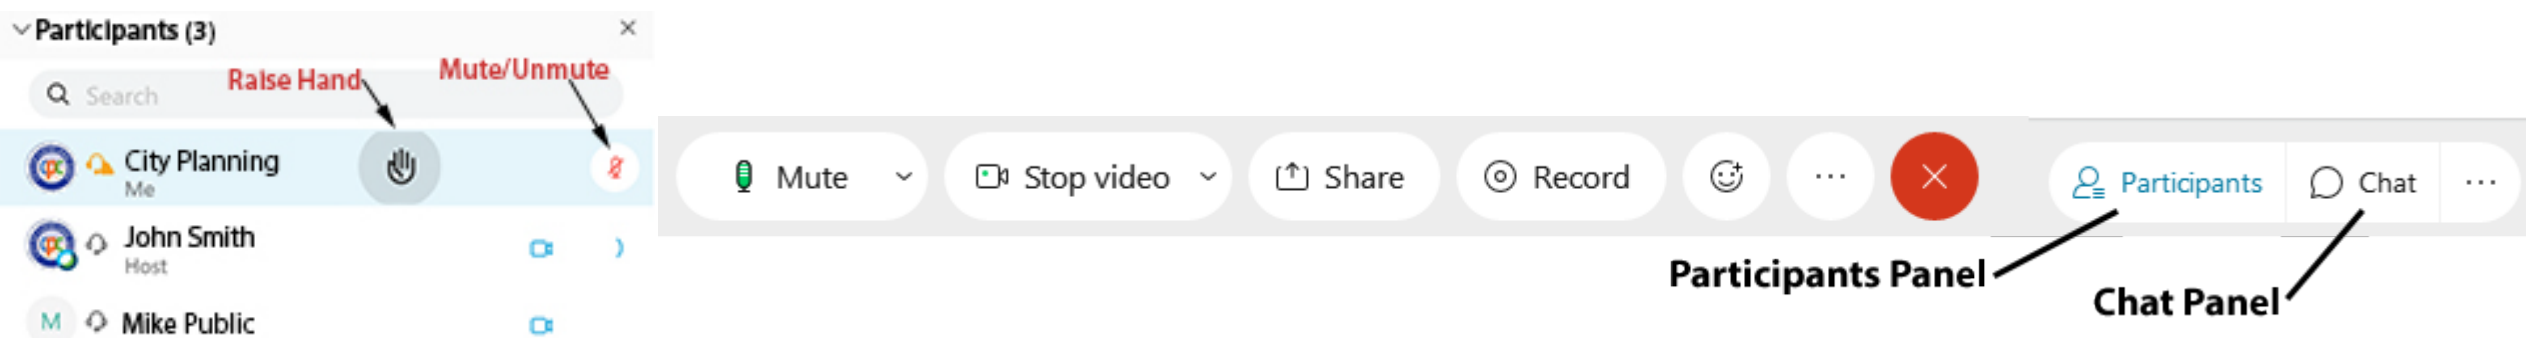 Participants (3)
Raise Hand
Mute/Unmute
Search
City Planning
Me
John Smith
Host
M
Mike Public
Mute
Stop video
Share
Record
Participants
Chat
Participants Panel
Chat Panel